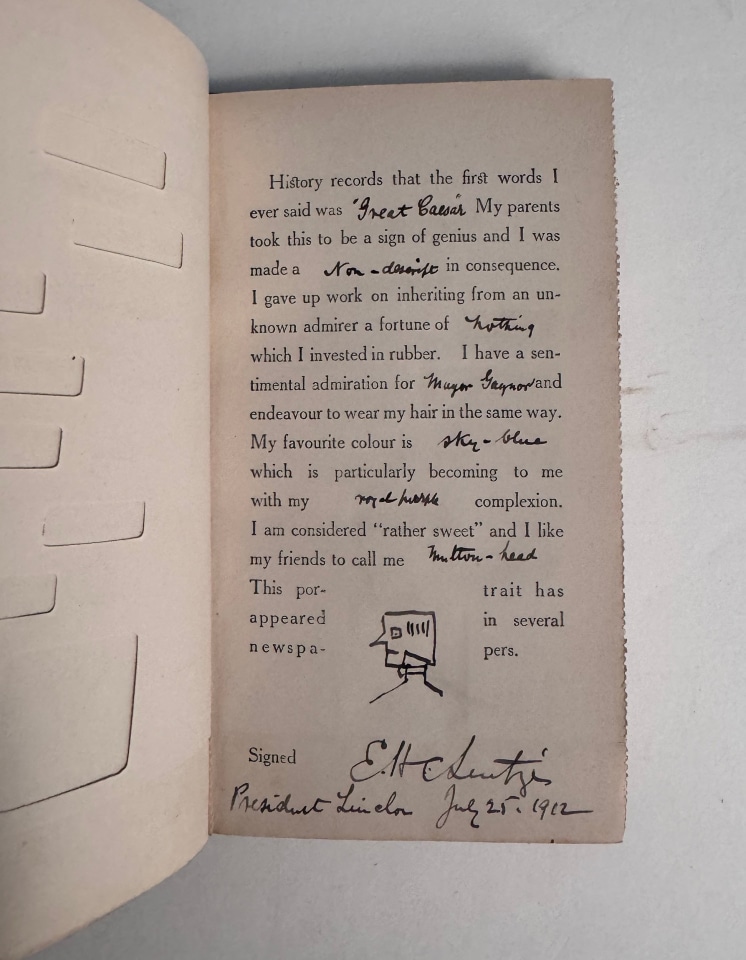 History records that the first words I
ever said was "Great Caesar" My parents
took this to be a sign of genius and I was
made a Non-descript in consequence.
I gave up work on inheriting from an un-
known admirer a fortune of nothing
which I invested in rubber. I have a sen-
timental admiration for Mayor Gaynor and
endeavour to wear my hair in the same way.
My favourite colour is sky-blue
which is particularly becoming to me
with my royal purple complexion.
I am considered "rather sweet" and I like
my friends to call me Mutton-head
This por- trait has
appeared in several
newspa- pers.
Signed E. H. C.
President Lincoln July 25. 1912